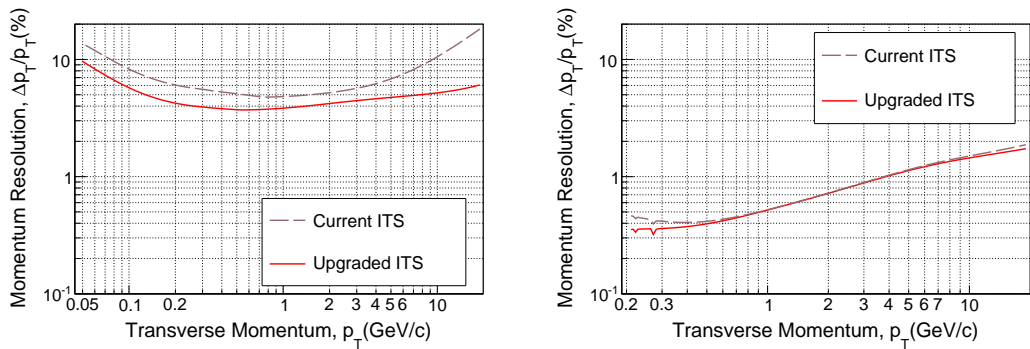 Momentum Resolution, Δp_T/p_T(%)
10
1
10^-1
Current ITS
Upgraded ITS
0.05 0.1 0.2 1 2 3 4 5 6 10
Transverse Momentum, p_T(GeV/c)
Momentum Resolution, Δp_T/p_T(%)
10
1
10^-1
Current ITS
Upgraded ITS
0.2 0.3 1 2 3 4 5 6 7 10
Transverse Momentum, p_T(GeV/c)